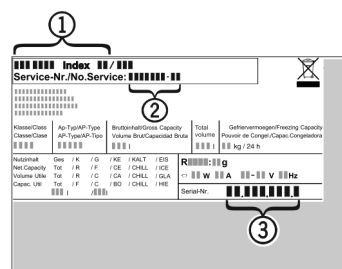 1
Index /
Service-Nr./No.Service: -
2
Klasse/Class Ap-Typ/AP-Type Bruttoinhalt/Gross Capacity Total Gefriervermoegen/Freezing Capacity
Classe/Clase AP-Type/AP-Tipo Volume Brut/Capacidad Bruta volume Pouvoir de Congel./Capac.Congeladora
l l kg / 24 h
Nutzinhalt Ges / K / G / KE / KALT / EIS
Net.Capacity Tot / R / F / CE / CHILL / ICE
Volume Utile Tot / R / C / CA / CHILL / GLA
Capac. Util Tot / F / C / BO / CHILL / HIE
l / l
R : g
W A - V Hz
Serial-Nr. . . .
3